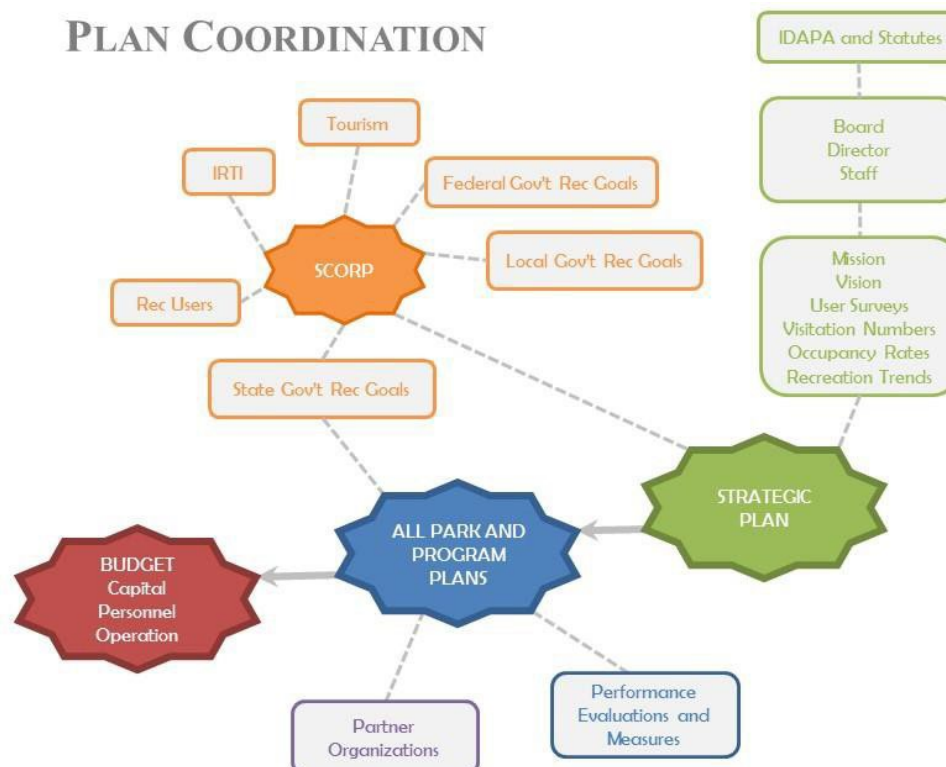 PLAN COORDINATION
IDAPA and Statutes
Board
Director
Staff
Tourism
IRTI
Federal Gov't Rec Goals
SCORP
Local Gov't Rec Goals
Rec Users
Mission
Vision
User Surveys
Visitation Numbers
Occupancy Rates
Recreation Trends
State Gov't Rec Goals
STRATEGIC
PLAN
ALL PARK AND
PROGRAM
PLANS
BUDGET
Capital
Personnel
Operation
Partner
Organizations
Performance
Evaluations and
Measures